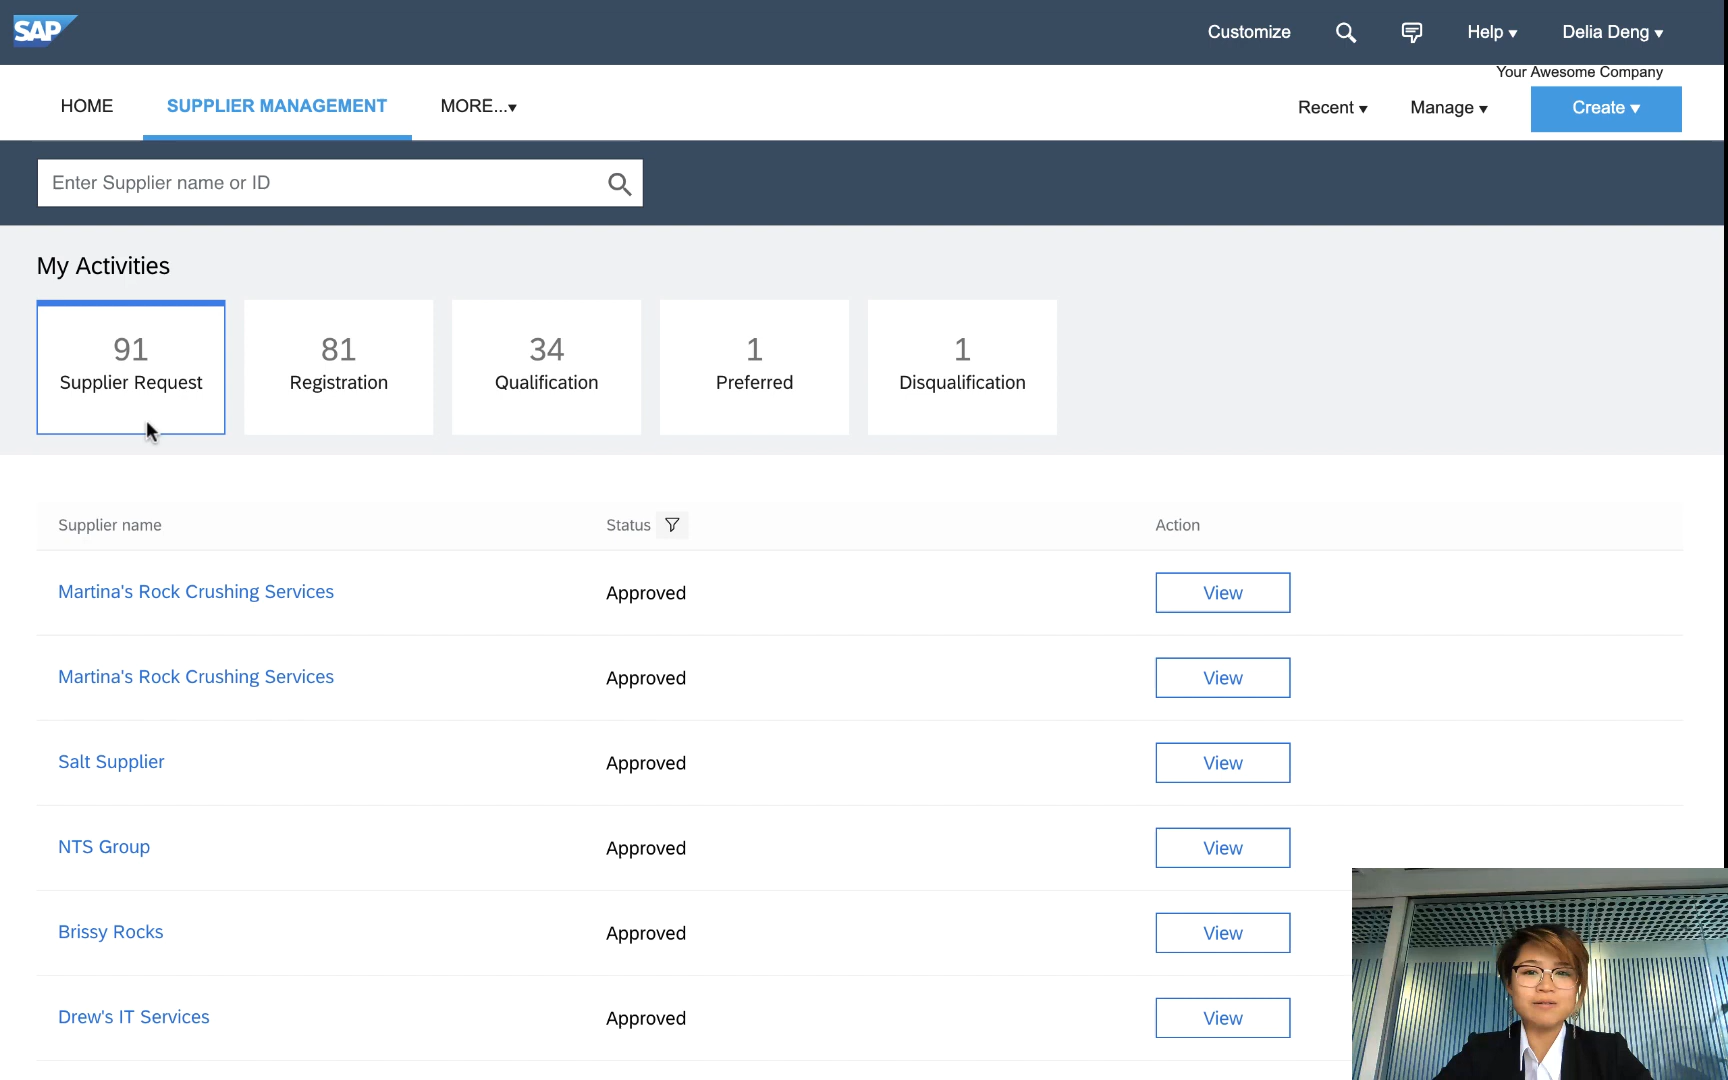 SAP
Customize
Help ▾
Delia Deng ▾
Your Awesome Company
HOME
SUPPLIER MANAGEMENT
MORE...▾
Recent ▾
Manage ▾
Create ▾
Enter Supplier name or ID
My Activities
91
Supplier Request
81
Registration
34
Qualification
1
Preferred
1
Disqualification
Supplier name
Status
Action
Martina's Rock Crushing Services
Approved
View
Martina's Rock Crushing Services
Approved
View
Salt Supplier
Approved
View
NTS Group
Approved
View
Brissy Rocks
Approved
View
Drew's IT Services
Approved
View